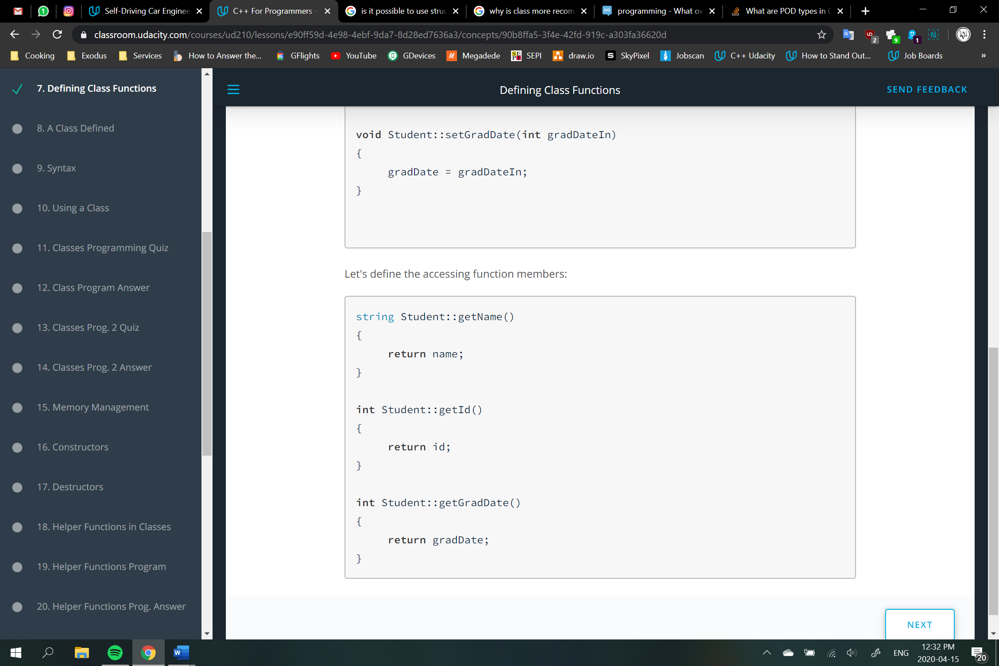 Self-Driving Car Enginee
C++ For Programmers -
is it possible to use struc
why is class more recom
programming - What ov
What are POD types in C
classroom.udacity.com/courses/ud210/lessons/e90ff59d-4e98-4ebf-9da7-8d28ed7636a3/concepts/90b8ffa5-3f4e-42fd-919c-a303fa36620d
2
9
1
Cooking
Exodus
Services
How to Answer the...
GFlights
YouTube
GDevices
Megadede
SEPI
draw.io
SkyPixel
Jobscan
C++ Udacity
How to Stand Out...
Job Boards
»
7. Defining Class Functions
8. A Class Defined
9. Syntax
10. Using a Class
11. Classes Programming Quiz
12. Class Program Answer
13. Classes Prog. 2 Quiz
14. Classes Prog. 2 Answer
15. Memory Management
16. Constructors
17. Destructors
18. Helper Functions in Classes
19. Helper Functions Program
20. Helper Functions Prog. Answer
Defining Class Functions
SEND FEEDBACK
void Student::setGradDate(int gradDateIn)
{
gradDate = gradDateIn;
}
Let's define the accessing function members:
string Student::getName()
{
return name;
}
int Student::getId()
{
return id;
}
int Student::getGradDate()
{
return gradDate;
}
NEXT
ENG
12:32 PM
2020-04-15
20